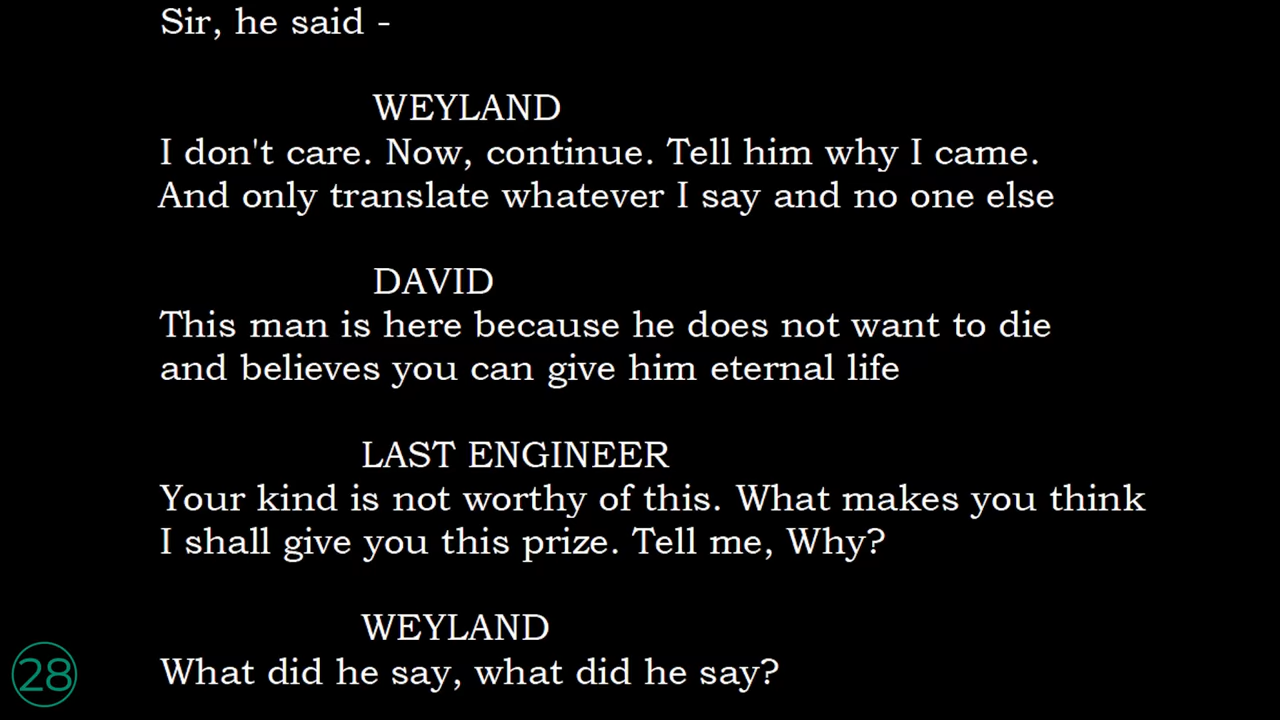 Sir, he said -
WEYLAND
I don't care. Now, continue. Tell him why I came.
And only translate whatever I say and no one else
DAVID
This man is here because he does not want to die
and believes you can give him eternal life
LAST ENGINEER
Your kind is not worthy of this. What makes you think
I shall give you this prize. Tell me, Why?
WEYLAND
What did he say, what did he say?
28